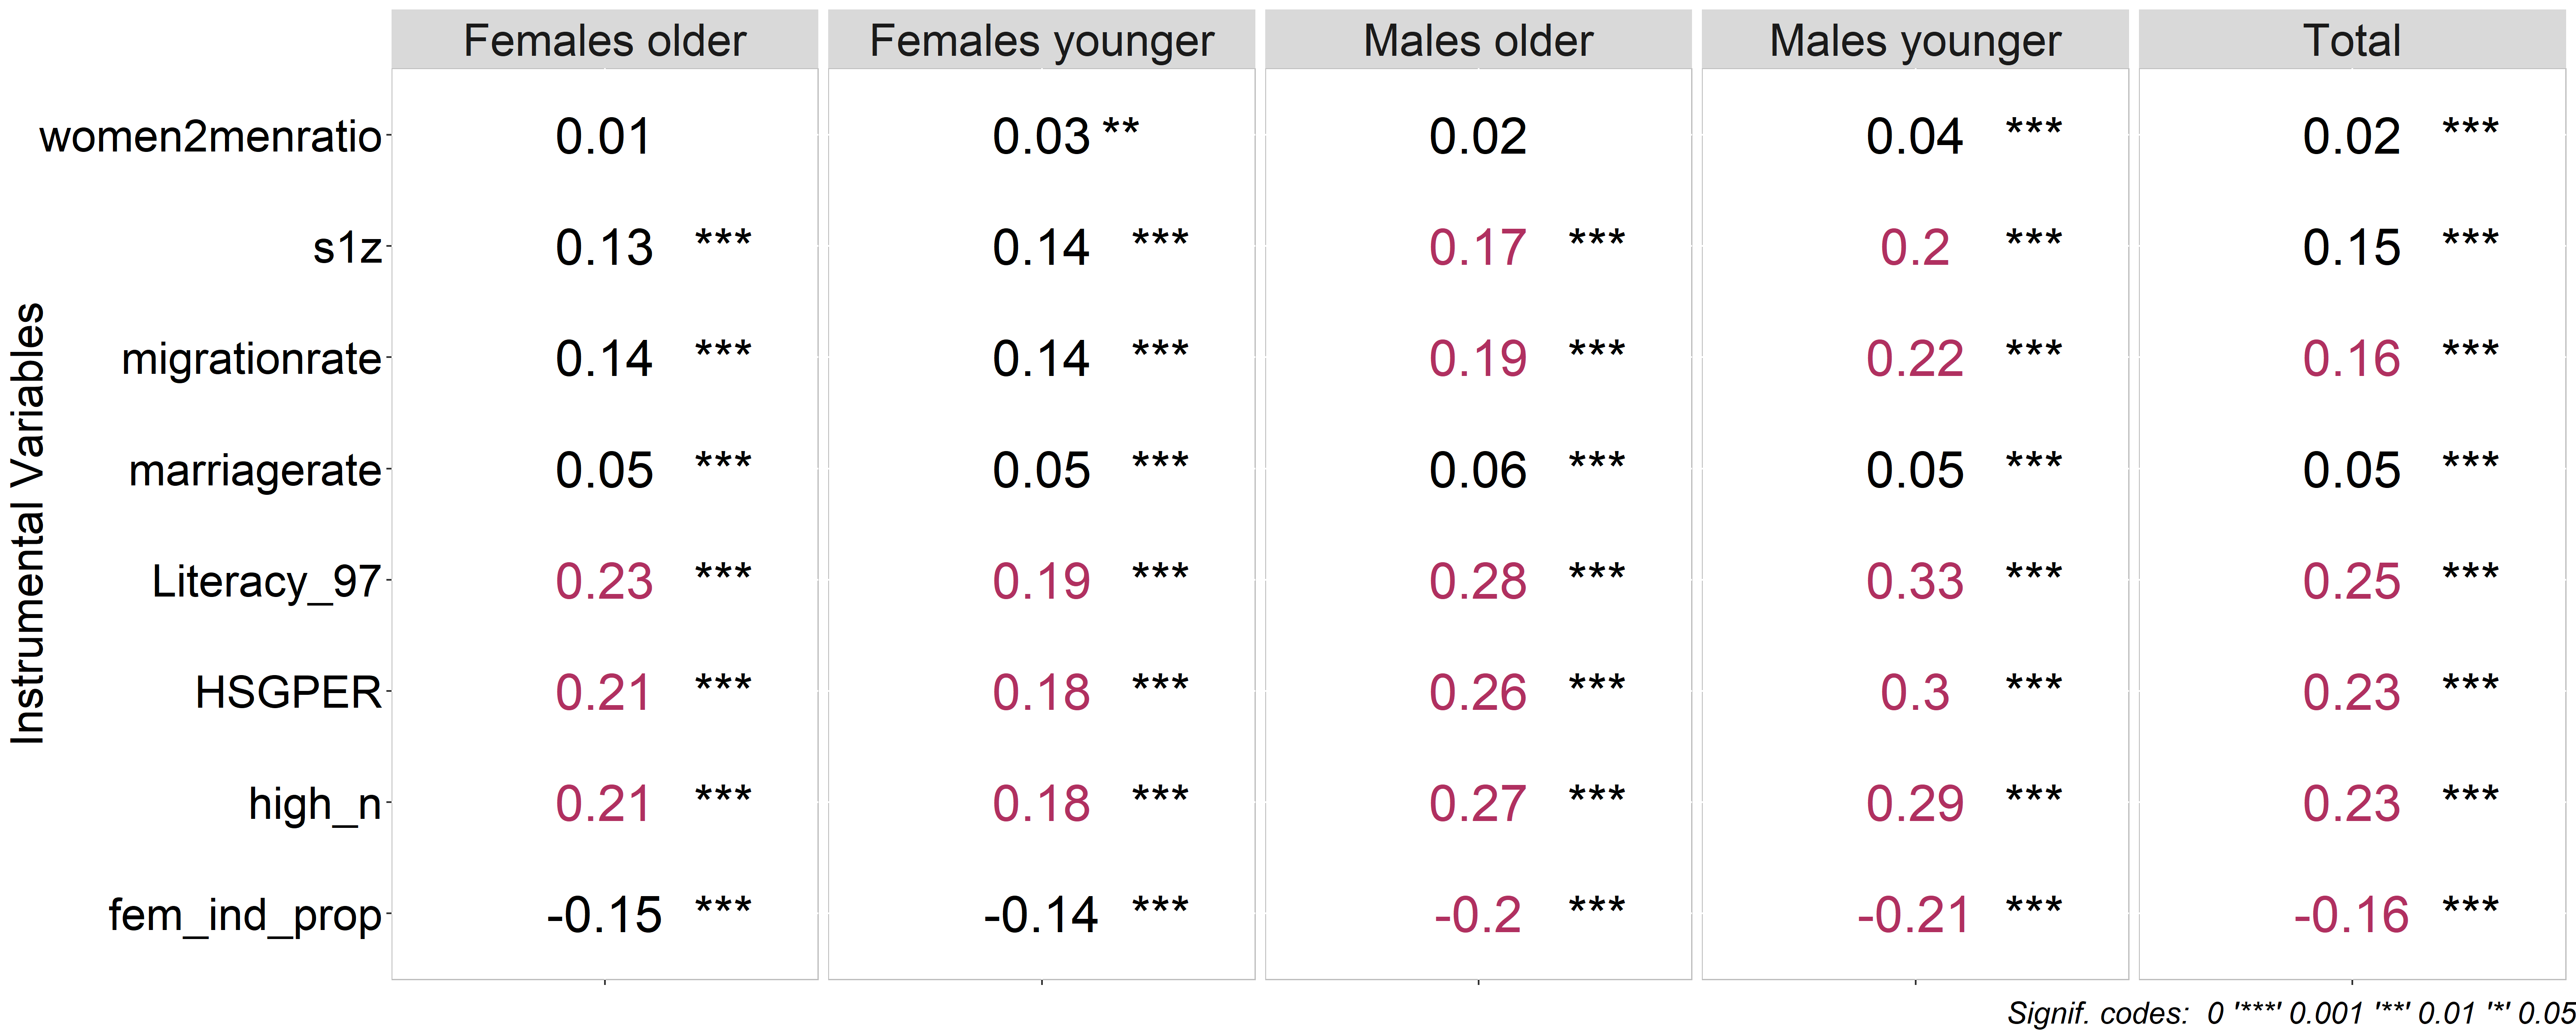 Females older Females younger Males older Males younger Total
women2menratio 0.01 0.03 ** 0.02 0.04 *** 0.02 ***
s1z 0.13 *** 0.14 *** 0.17 *** 0.2 *** 0.15 ***
migrationrate 0.14 *** 0.14 *** 0.19 *** 0.22 *** 0.16 ***
marriagerate 0.05 *** 0.05 *** 0.06 *** 0.05 *** 0.05 ***
Literacy_97 0.23 *** 0.19 *** 0.28 *** 0.33 *** 0.25 ***
HSGPER 0.21 *** 0.18 *** 0.26 *** 0.3 *** 0.23 ***
high_n 0.21 *** 0.18 *** 0.27 *** 0.29 *** 0.23 ***
fem_ind_prop -0.15 *** -0.14 *** -0.2 *** -0.21 *** -0.16 ***
Instrumental Variables
Signif. codes: 0 '***' 0.001 '**' 0.01 '*' 0.05